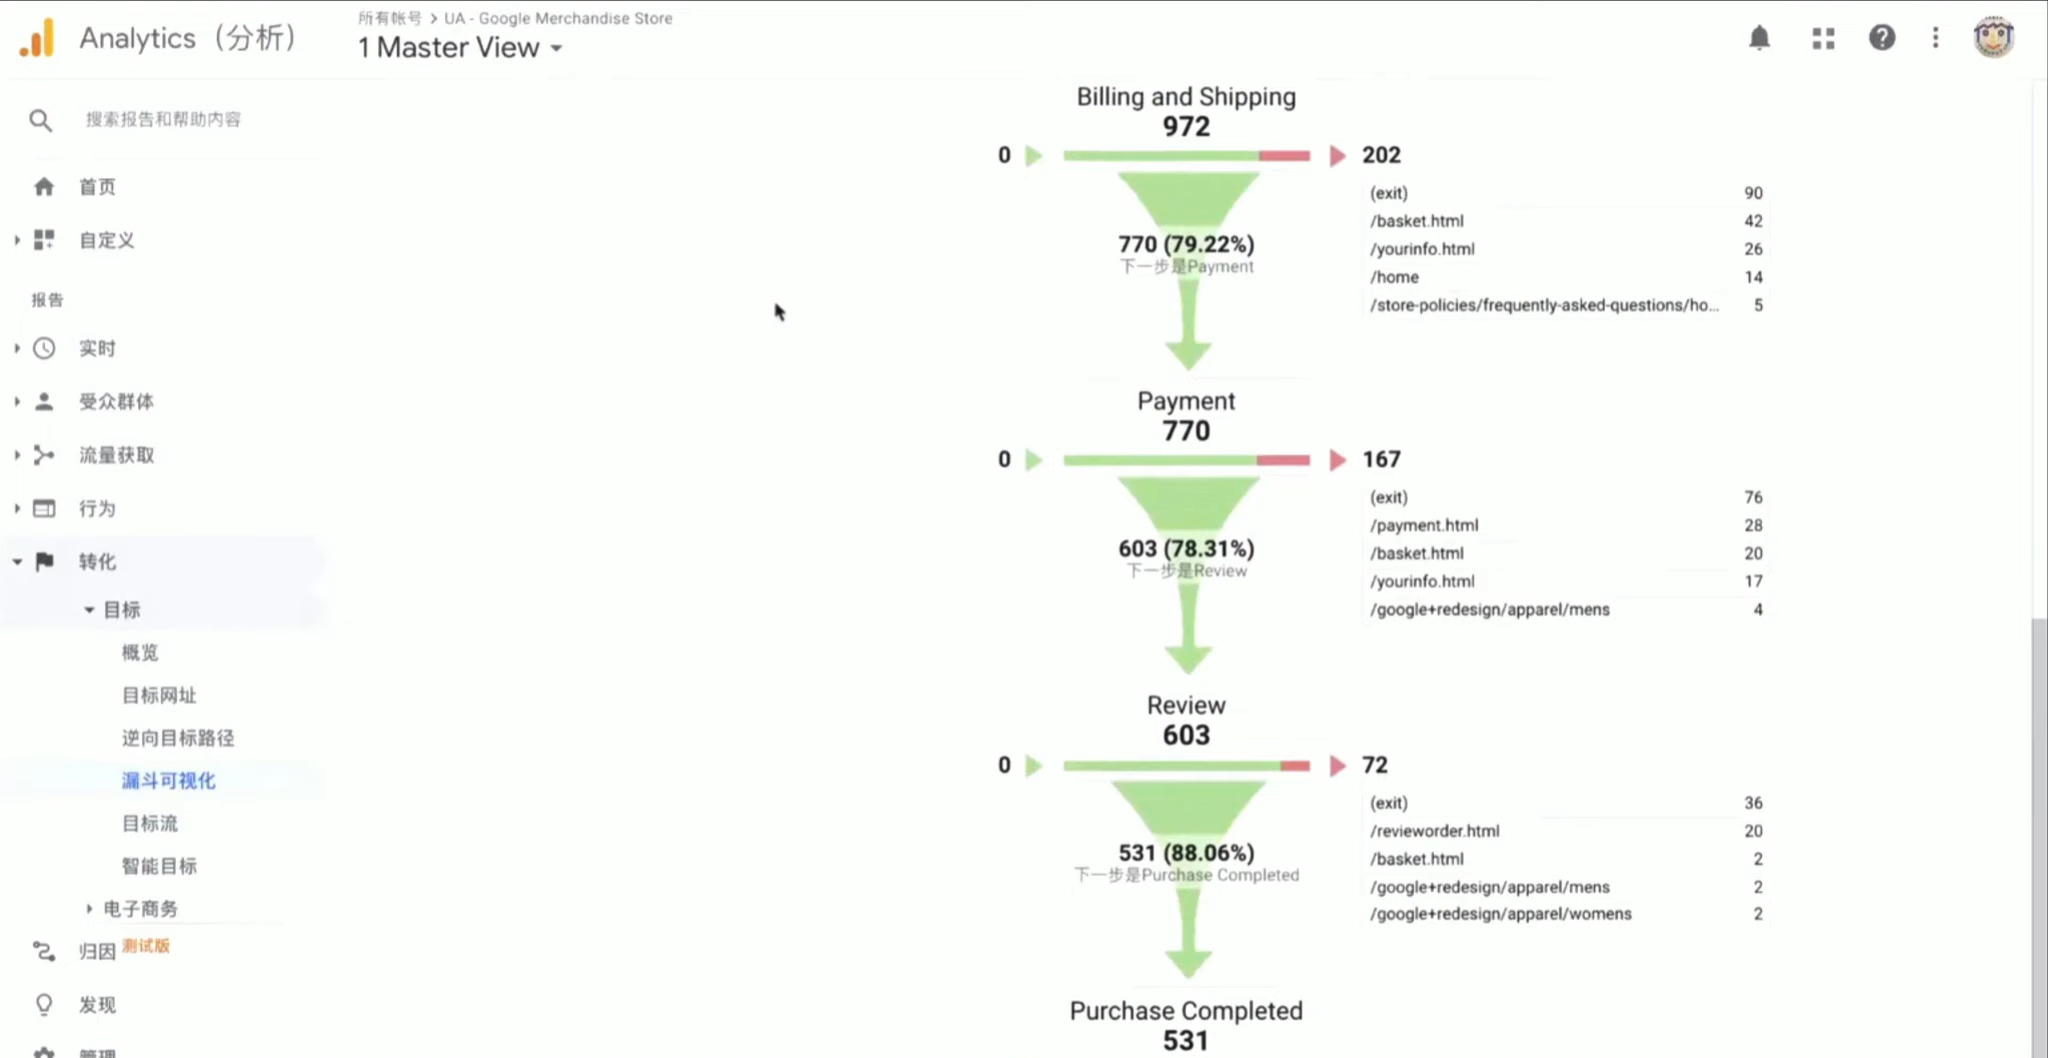 Analytics（分析）
所有帐号 > UA - Google Merchandise Store
1 Master View
搜索报告和帮助内容
首页
自定义
报告
实时
受众群体
流量获取
行为
转化
目标
概览
目标网址
逆向目标路径
漏斗可视化
目标流
智能目标
电子商务
归因 测试版
发现
管理
Billing and Shipping
972
0
202
(exit) 90
/basket.html 42
/yourinfo.html 26
/home 14
/store-policies/frequently-asked-questions/ho... 5
770 (79.22%)
下一步是Payment
Payment
770
0
167
(exit) 76
/payment.html 28
/basket.html 20
/yourinfo.html 17
/google+redesign/apparel/mens 4
603 (78.31%)
下一步是Review
Review
603
0
72
(exit) 36
/revieworder.html 20
/basket.html 2
/google+redesign/apparel/mens 2
/google+redesign/apparel/womens 2
531 (88.06%)
下一步是Purchase Completed
Purchase Completed
531